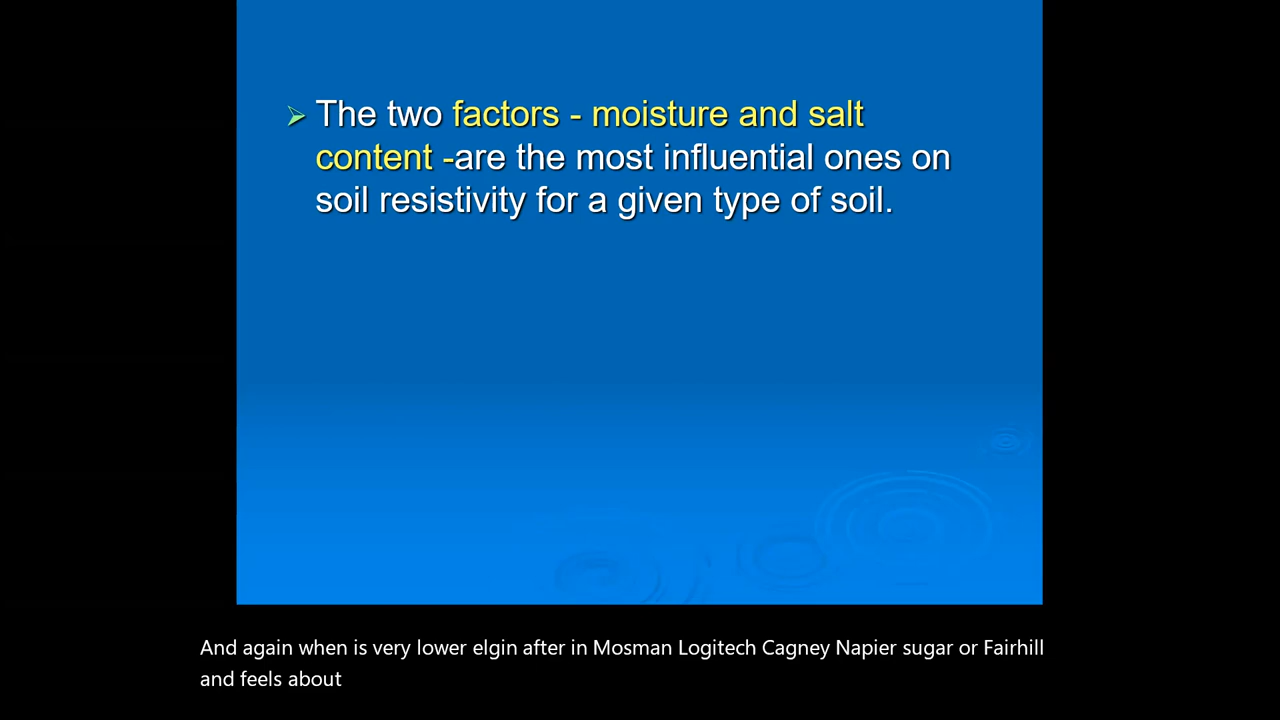 The two factors - moisture and salt
content -are the most influential ones on
soil resistivity for a given type of soil.
And again when is very lower elgin after in Mosman Logitech Cagney Napier sugar or Fairhill
and feels about